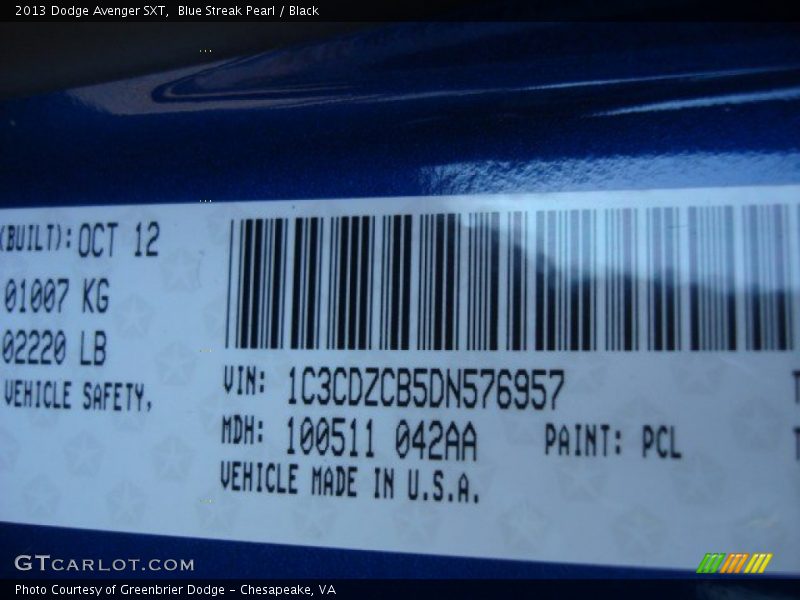 2013 Dodge Avenger SXT,  Blue Streak Pearl / Black
(BUILT): OCT 12
01007 KG
02220 LB
VEHICLE SAFETY,
VIN: 1C3CDZCB5DN576957
MDH: 100511 042AA PAINT: PCL
VEHICLE MADE IN U.S.A.
GTCARLOT.COM
Photo Courtesy of Greenbrier Dodge - Chesapeake, VA